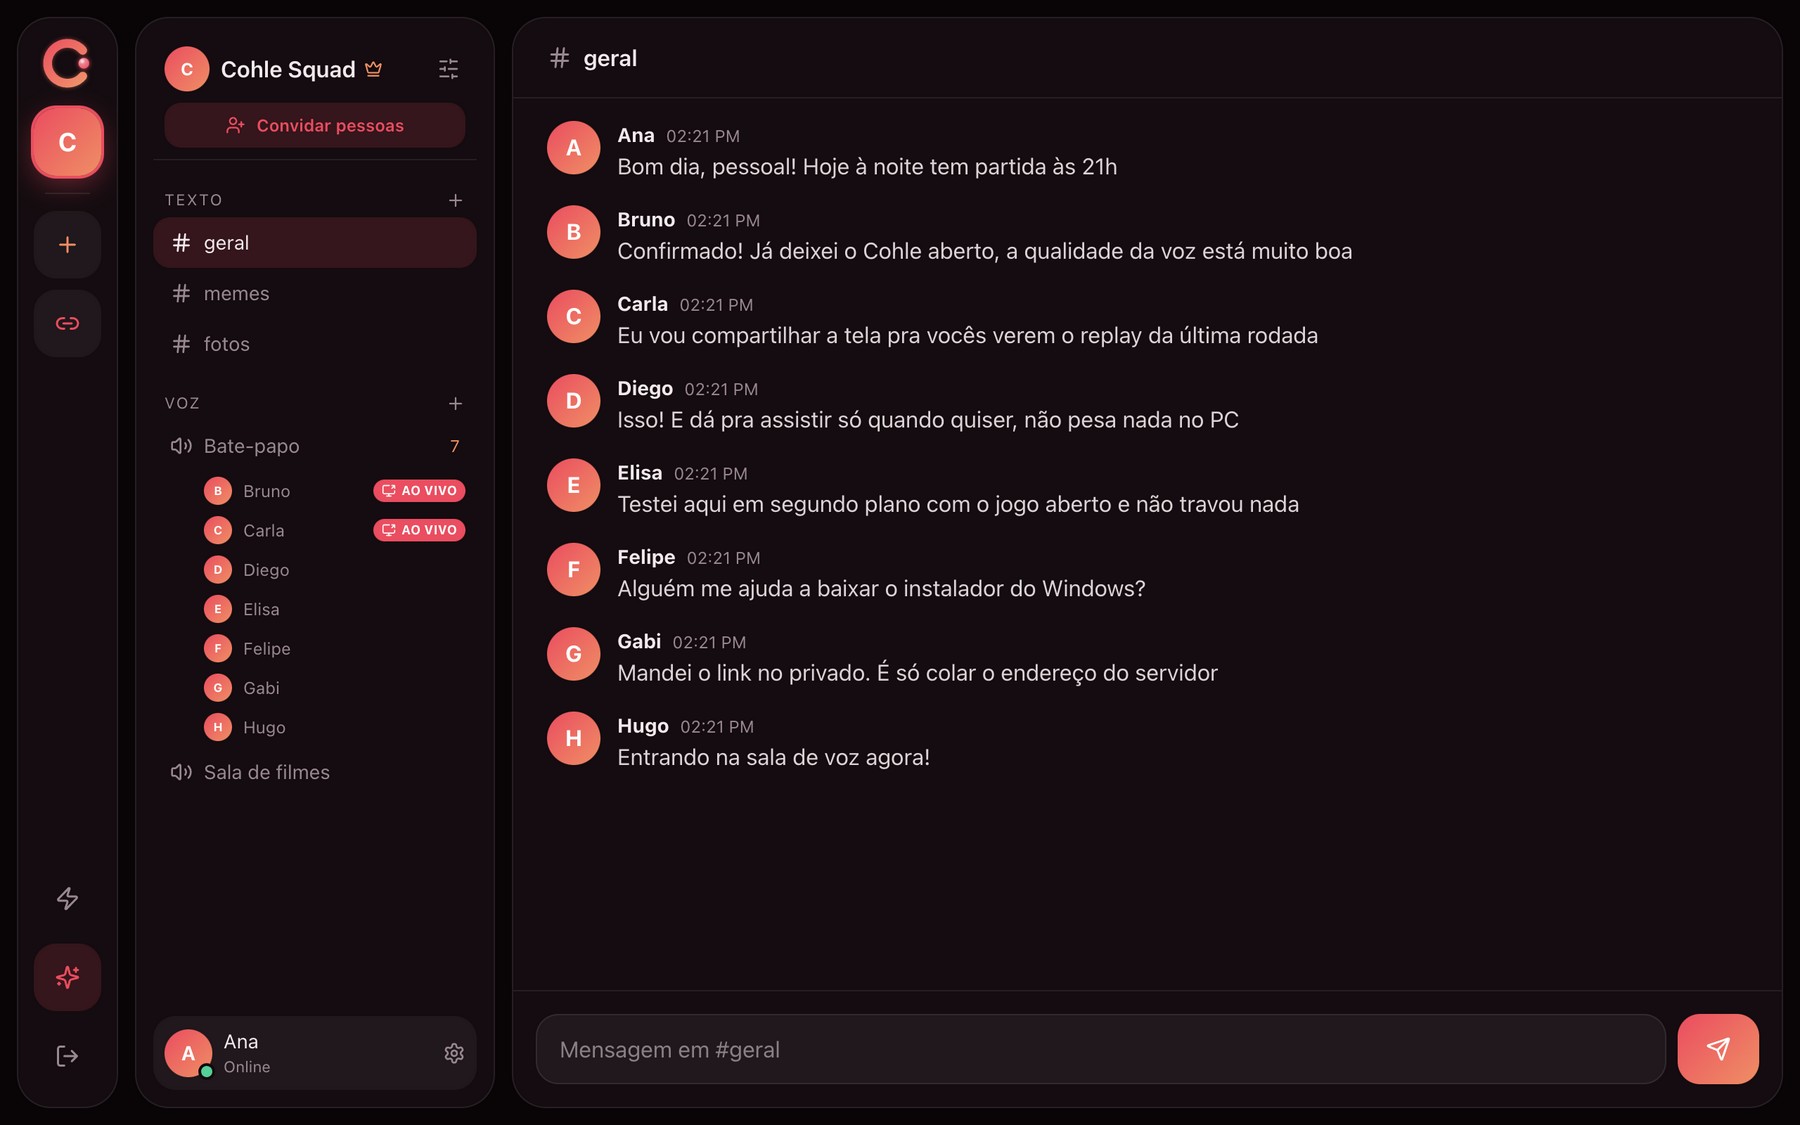 C
C
Cohle Squad
Convidar pessoas
TEXTO
# geral
# memes
# fotos
VOZ
Bate-papo 7
B Bruno AO VIVO
C Carla AO VIVO
D Diego
E Elisa
F Felipe
G Gabi
H Hugo
Sala de filmes
A
Ana
Online
# geral
A
Ana 02:21 PM
Bom dia, pessoal! Hoje à noite tem partida às 21h
B
Bruno 02:21 PM
Confirmado! Já deixei o Cohle aberto, a qualidade da voz está muito boa
C
Carla 02:21 PM
Eu vou compartilhar a tela pra vocês verem o replay da última rodada
D
Diego 02:21 PM
Isso! E dá pra assistir só quando quiser, não pesa nada no PC
E
Elisa 02:21 PM
Testei aqui em segundo plano com o jogo aberto e não travou nada
F
Felipe 02:21 PM
Alguém me ajuda a baixar o instalador do Windows?
G
Gabi 02:21 PM
Mandei o link no privado. É só colar o endereço do servidor
H
Hugo 02:21 PM
Entrando na sala de voz agora!
Mensagem em #geral